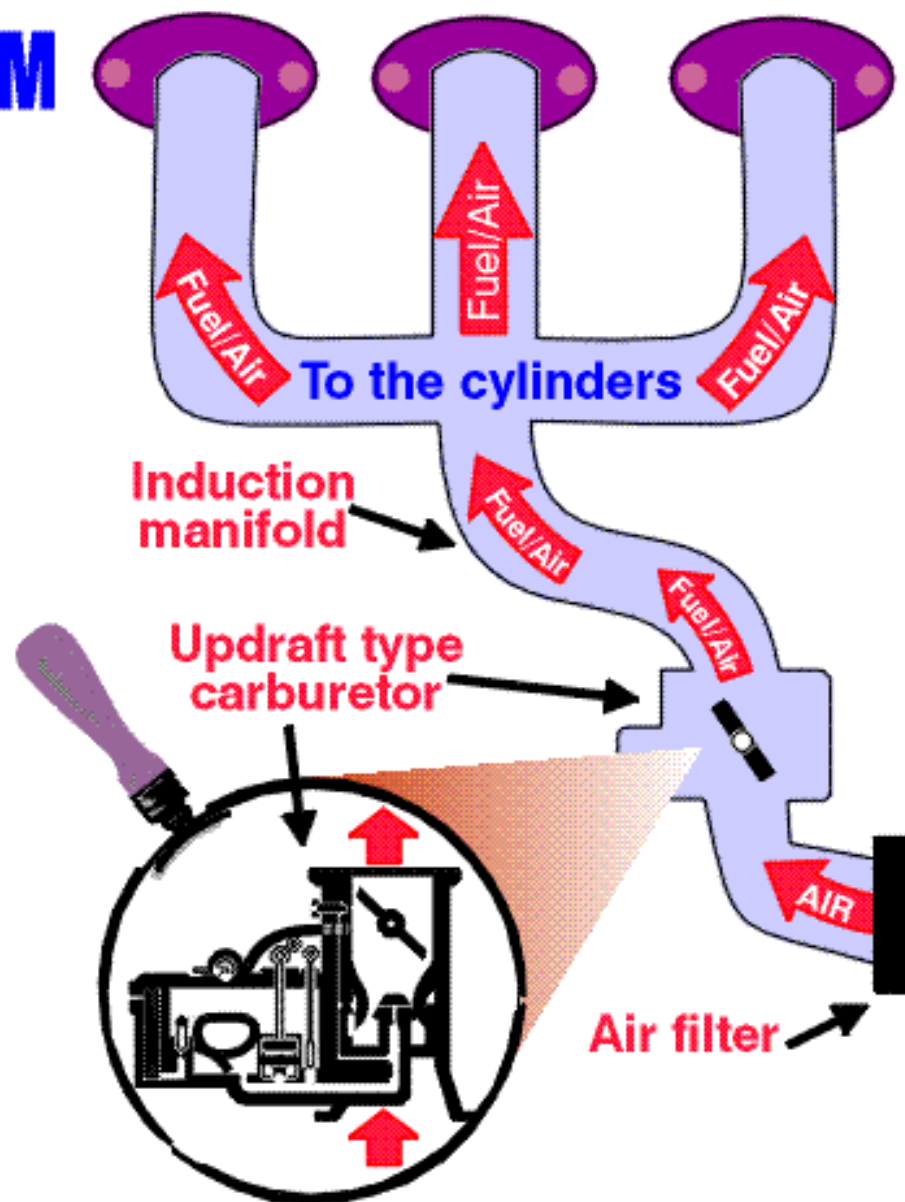 M
Fuel/Air
Fuel/Air
Fuel/Air
To the cylinders
Induction
manifold
Fuel/Air
Fuel/Air
Updraft type
carburetor
AIR
Air filter